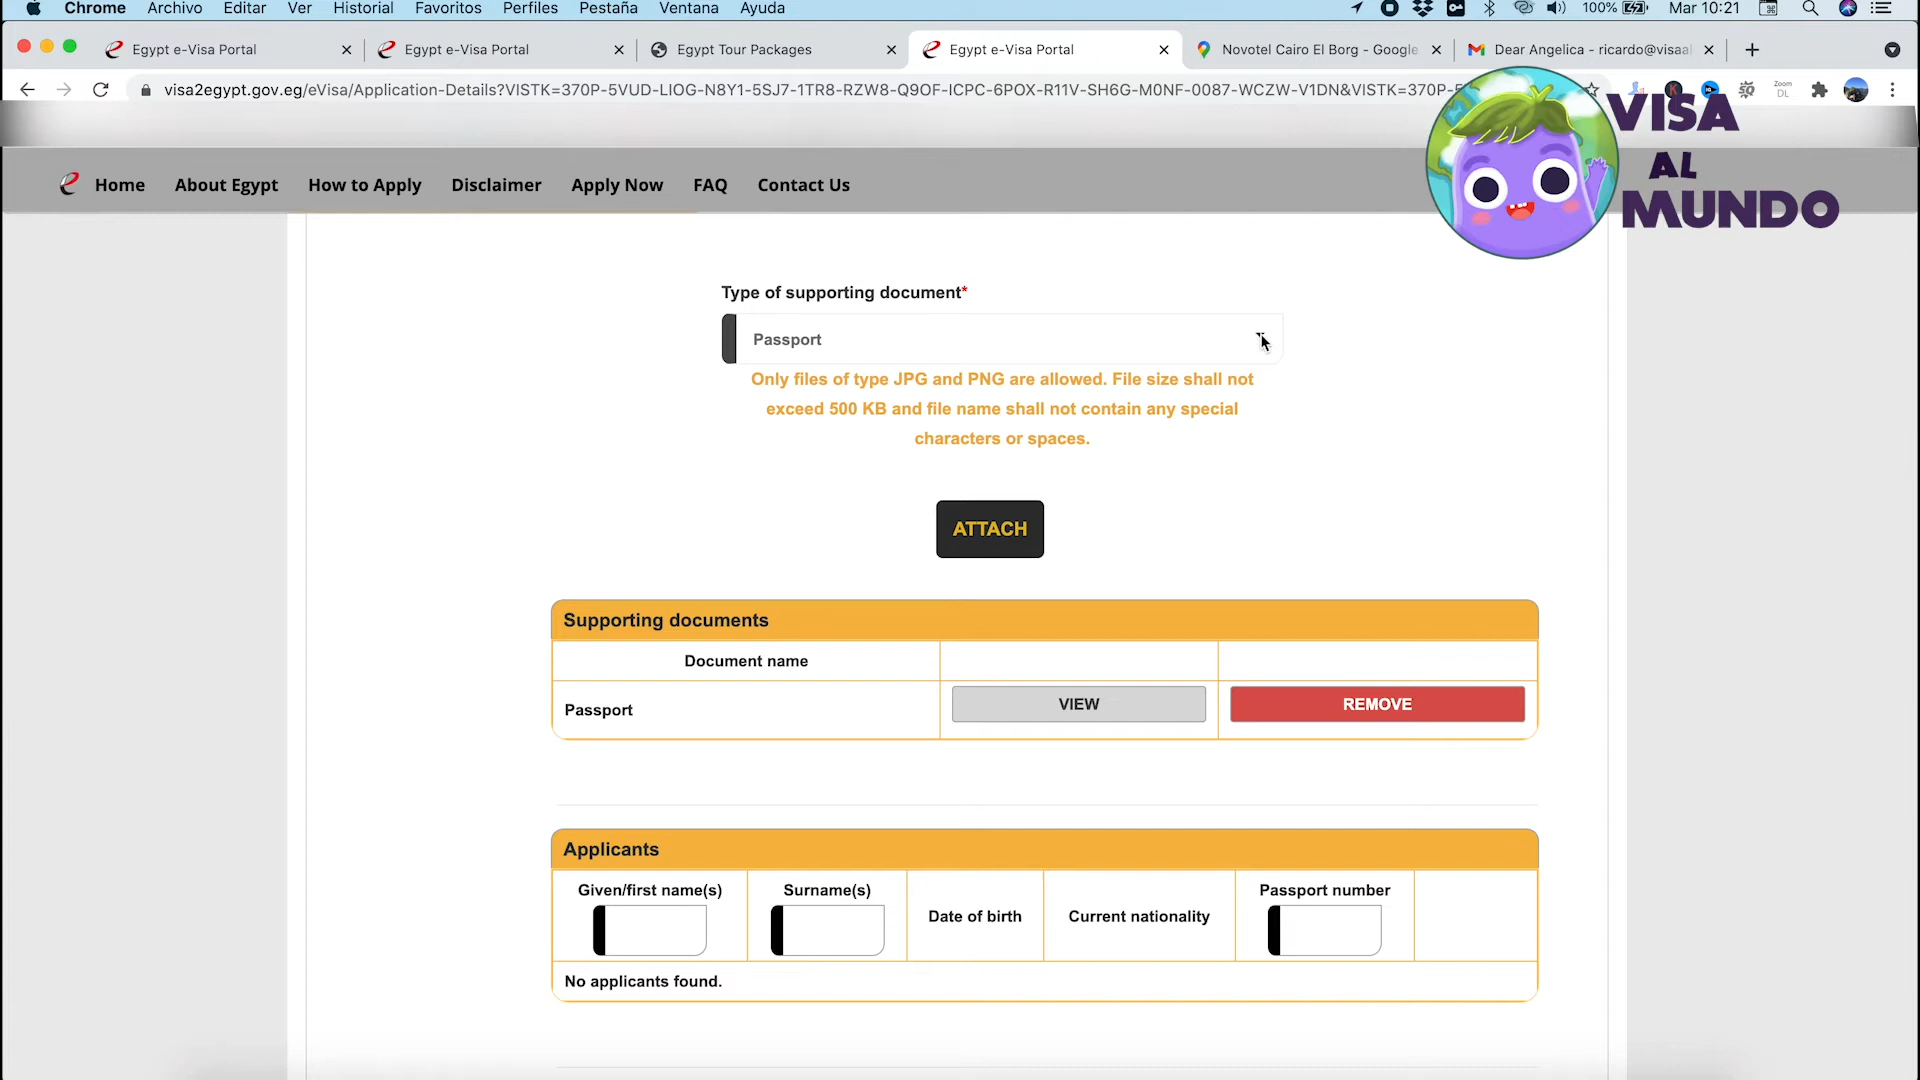 Chrome Archivo Editar Ver Historial Favoritos Perfiles Pestaña Ventana Ayuda 100% Mar 10:21
Egypt e-Visa Portal Egypt e-Visa Portal Egypt Tour Packages Egypt e-Visa Portal Novotel Cairo El Borg - Google Dear Angelica - ricardo@visaal
visa2egypt.gov.eg/eVisa/Application-Details?VISTK=370P-5VUD-LIOG-N8Y1-5SJ7-1TR8-RZW8-Q9OF-ICPC-6POX-R11V-SH6G-M0NF-0087-WCZW-V1DN&VISTK=370P-5 Zoom DL
VISA
AL
MUNDO
Home About Egypt How to Apply Disclaimer Apply Now FAQ Contact Us
Type of supporting document*
Passport
Only files of type JPG and PNG are allowed. File size shall not
exceed 500 KB and file name shall not contain any special
characters or spaces.
ATTACH
Supporting documents
Document name
Passport VIEW REMOVE
Applicants
Given/first name(s) Surname(s) Date of birth Current nationality Passport number
No applicants found.